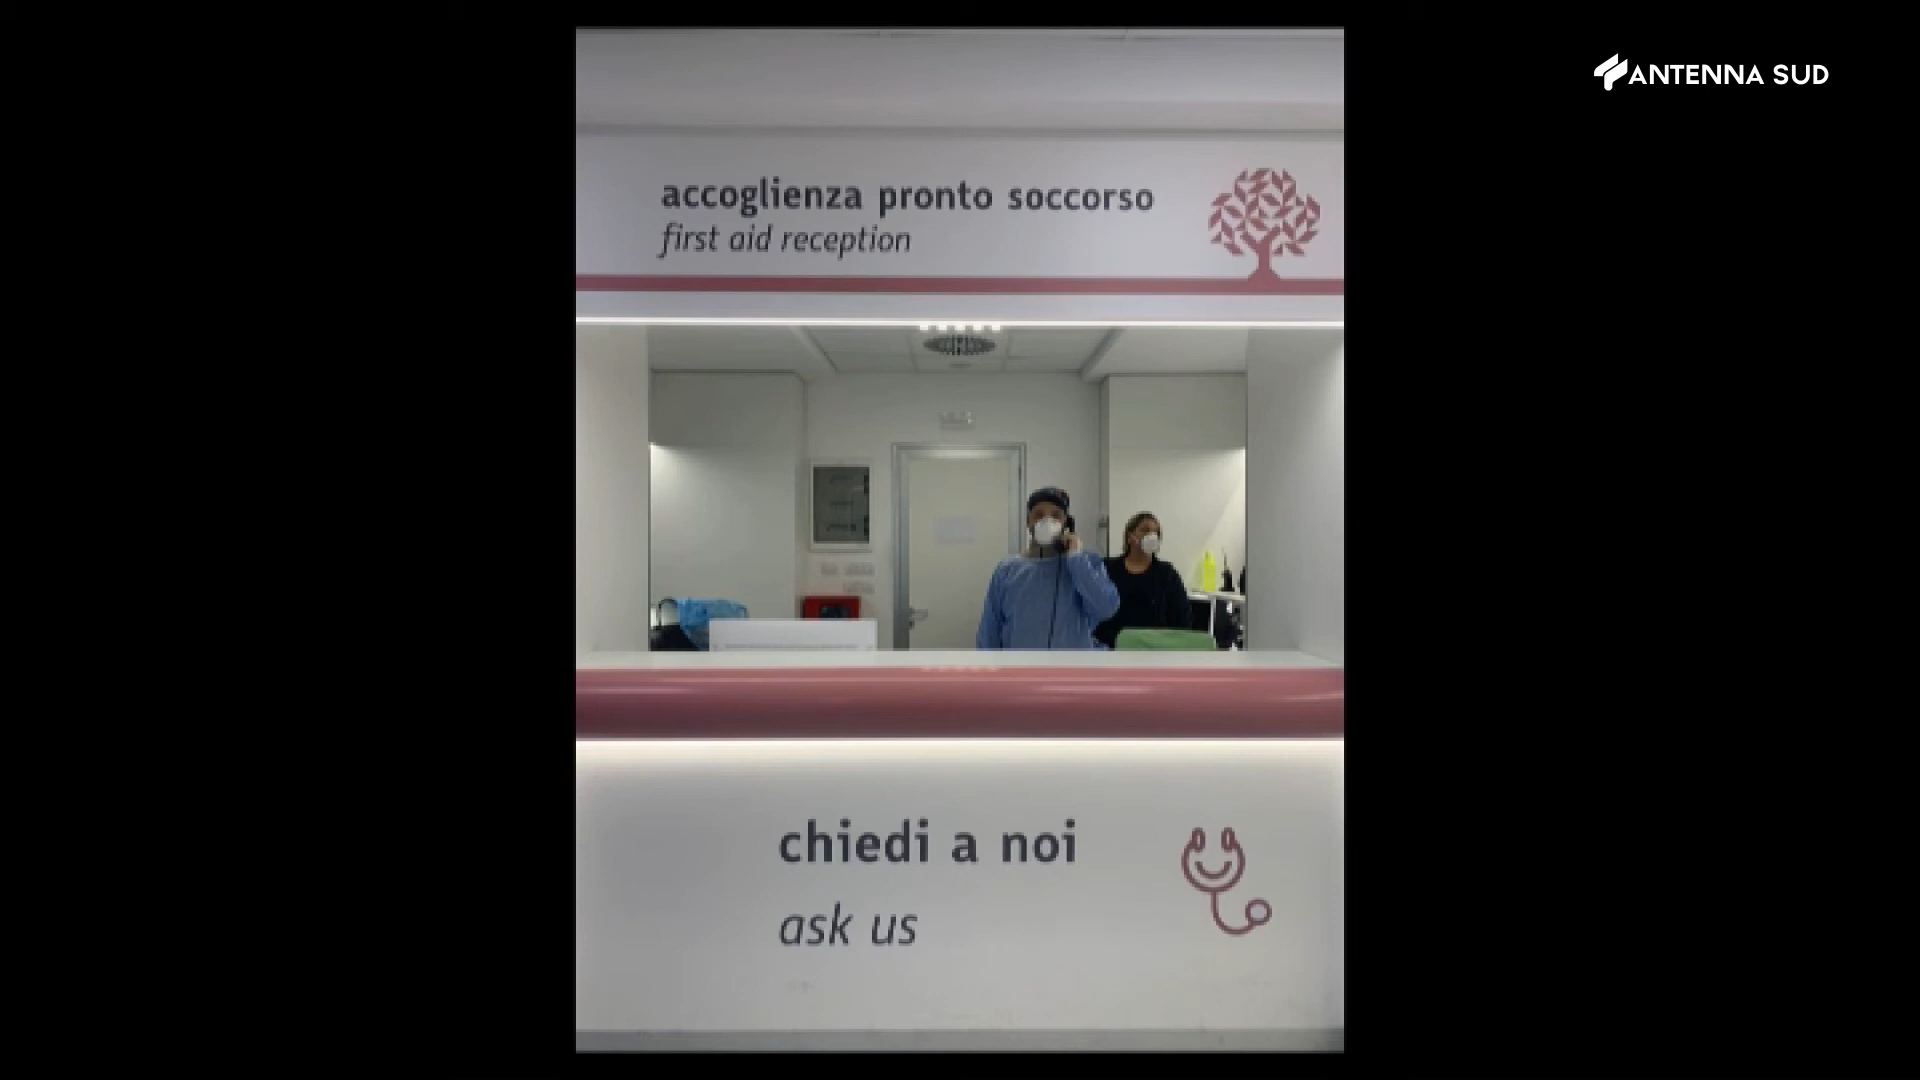 ANTENNA SUD
accoglienza pronto soccorso
first aid reception
chiedi a noi
ask us